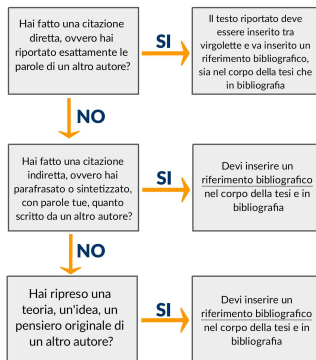 Hai fatto una citazione
diretta, ovvero hai
riportato esattamente le
parole di un altro autore?
SI
Il testo riportato deve
essere inserito tra
virgolette e va inserito un
riferimento bibliografico,
sia nel corpo della tesi che
in bibliografia
NO
Hai fatto una citazione
indiretta, ovvero hai
parafrasato o sintetizzato,
con parole tue, quanto
scritto da un altro autore?
SI
Devi inserire un
riferimento bibliografico
nel corpo della tesi e in
bibliografia
NO
Hai ripreso una
teoria, un'idea, un
pensiero originale di
un altro autore?
SI
Devi inserire un
riferimento bibliografico
nel corpo della tesi e in
bibliografia